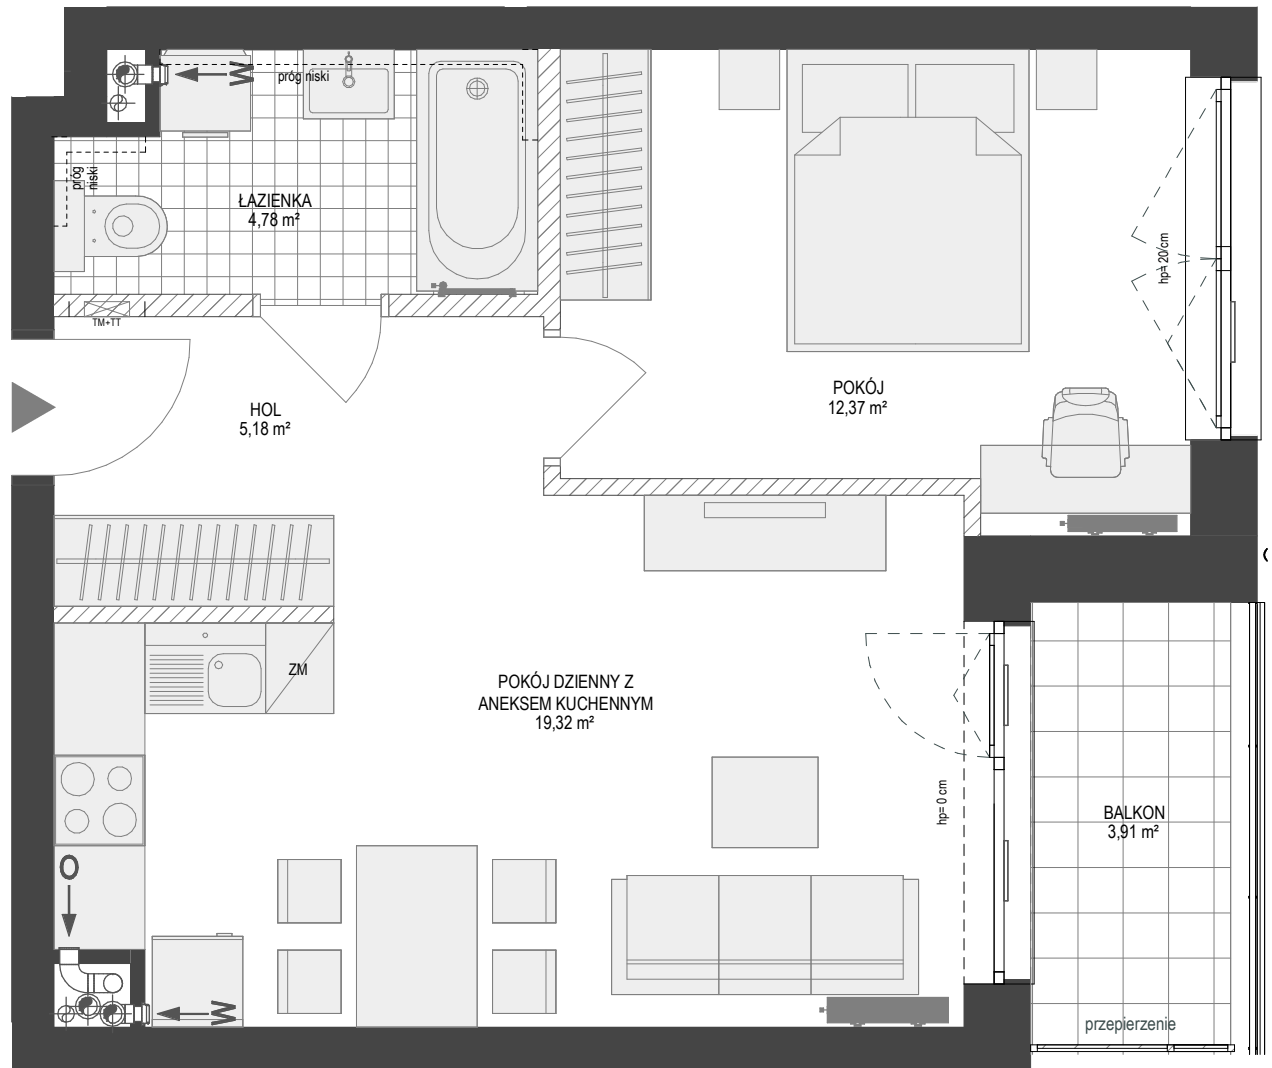 W
próg niski
próg
niski
ŁAZIENKA
4,78 m²
TM+TT
hp= 20 cm
HOL
5,18 m²
POKÓJ
12,37 m²
ZM
POKÓJ DZIENNY Z
ANEKSEM KUCHENNYM
19,32 m²
hp= 0 cm
BALKON
3,91 m²
O
W
przepierzenie